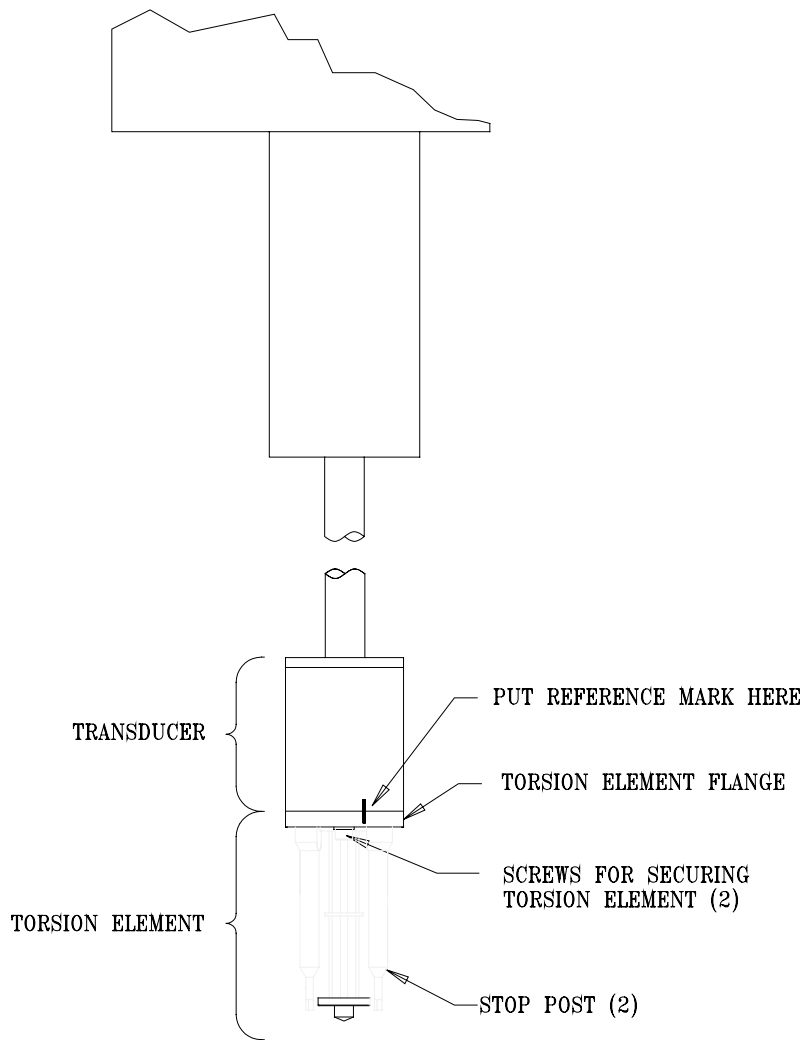 PUT REFERENCE MARK HERE
TRANSDUCER
TORSION ELEMENT FLANGE
SCREWS FOR SECURING
TORSION ELEMENT (2)
TORSION ELEMENT
STOP POST (2)